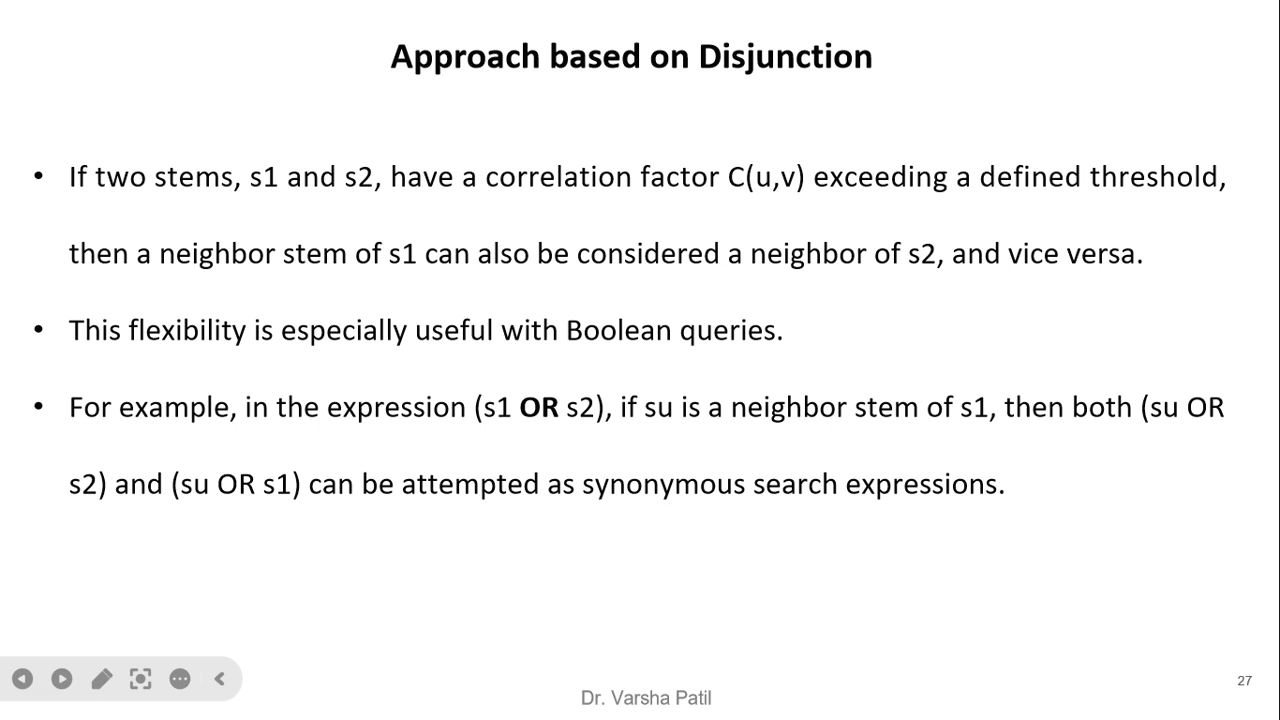 Approach based on Disjunction
• If two stems, s1 and s2, have a correlation factor C(u,v) exceeding a defined threshold,
then a neighbor stem of s1 can also be considered a neighbor of s2, and vice versa.
• This flexibility is especially useful with Boolean queries.
• For example, in the expression (s1 OR s2), if su is a neighbor stem of s1, then both (su OR
s2) and (su OR s1) can be attempted as synonymous search expressions.
27
Dr. Varsha Patil